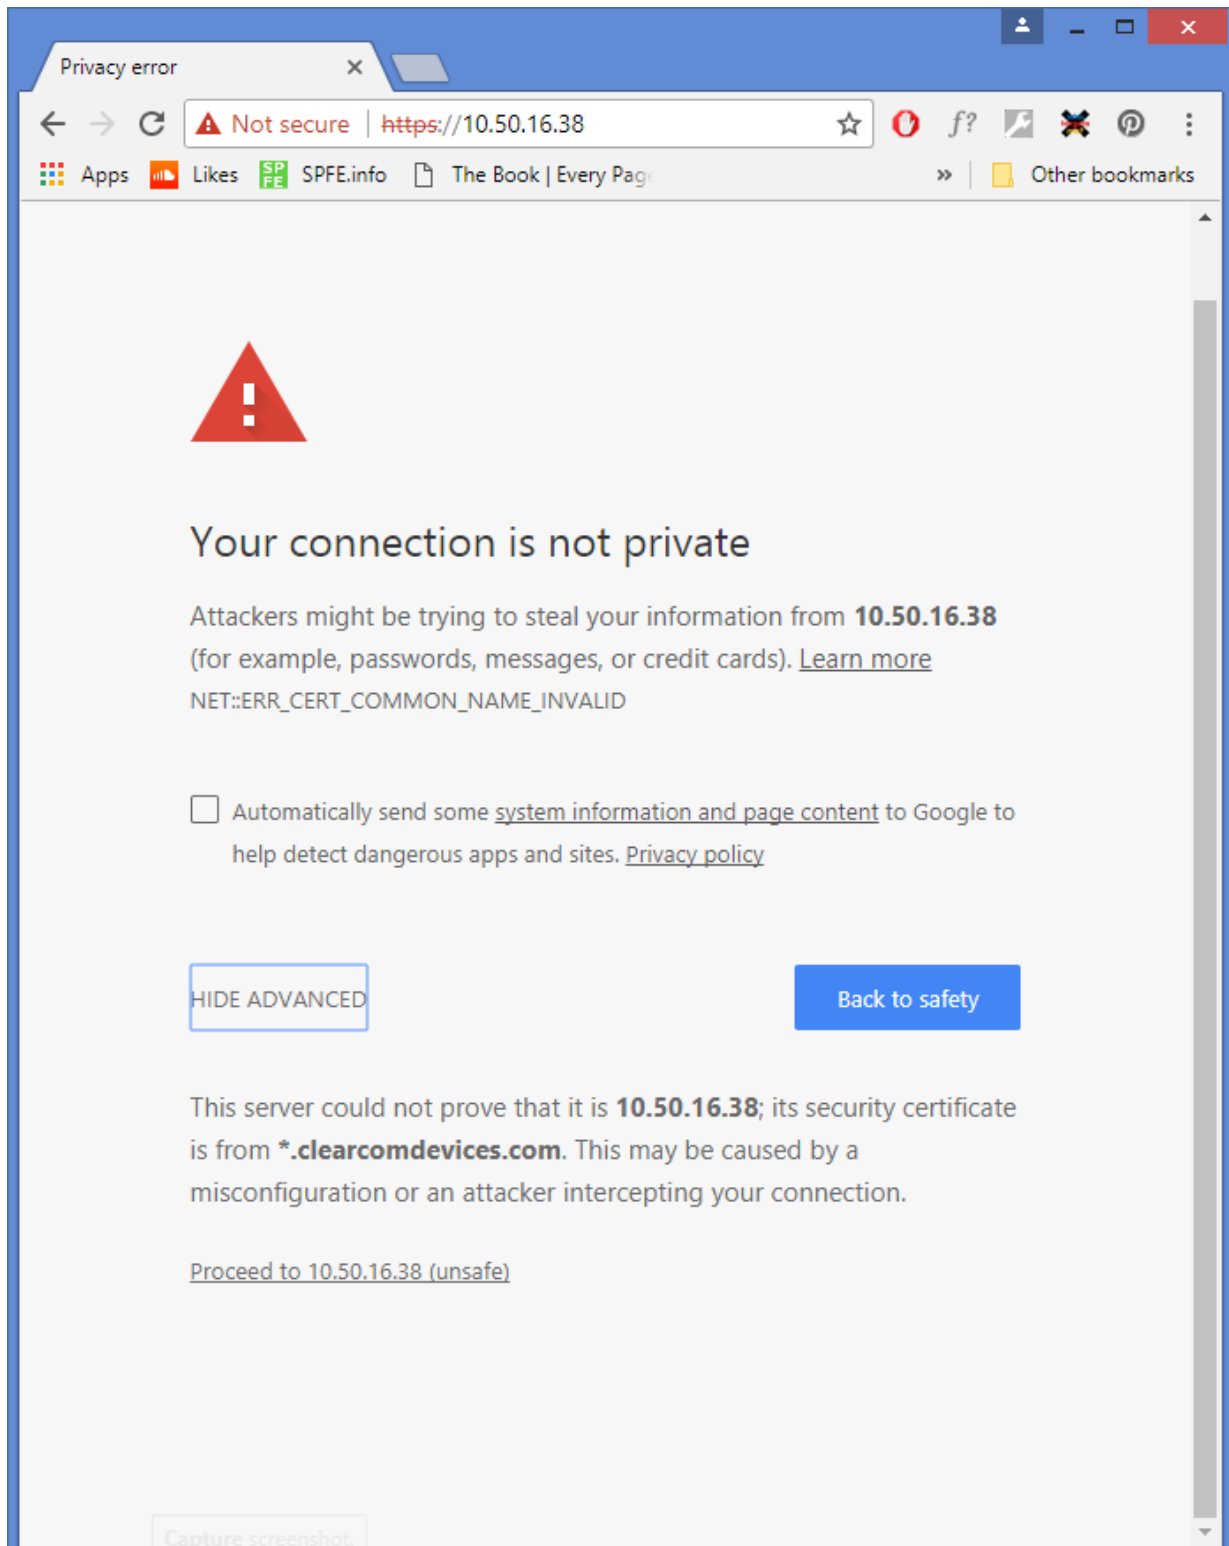 Privacy error
Not secure | https://10.50.16.38
f?
Apps Likes SPFE SPFE.info The Book | Every Page » Other bookmarks
Your connection is not private
Attackers might be trying to steal your information from 10.50.16.38
(for example, passwords, messages, or credit cards). Learn more
NET::ERR_CERT_COMMON_NAME_INVALID
Automatically send some system information and page content to Google to
help detect dangerous apps and sites. Privacy policy
HIDE ADVANCED Back to safety
This server could not prove that it is 10.50.16.38; its security certificate
is from *.clearcomdevices.com. This may be caused by a
misconfiguration or an attacker intercepting your connection.
Proceed to 10.50.16.38 (unsafe)
Capture screenshot.